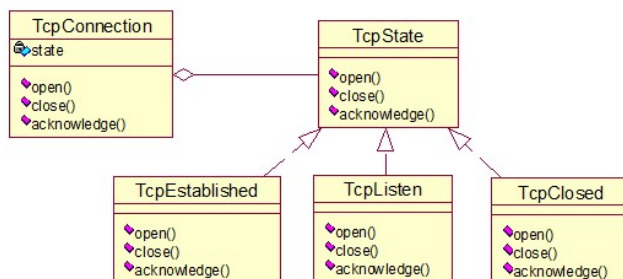 TcpConnection
state
open()
close()
acknowledge()
TcpState
open()
close()
acknowledge()
TcpEstablished
open()
close()
acknowledge()
TcpListen
open()
close()
acknowledge()
TcpClosed
open()
close()
acknowledge()